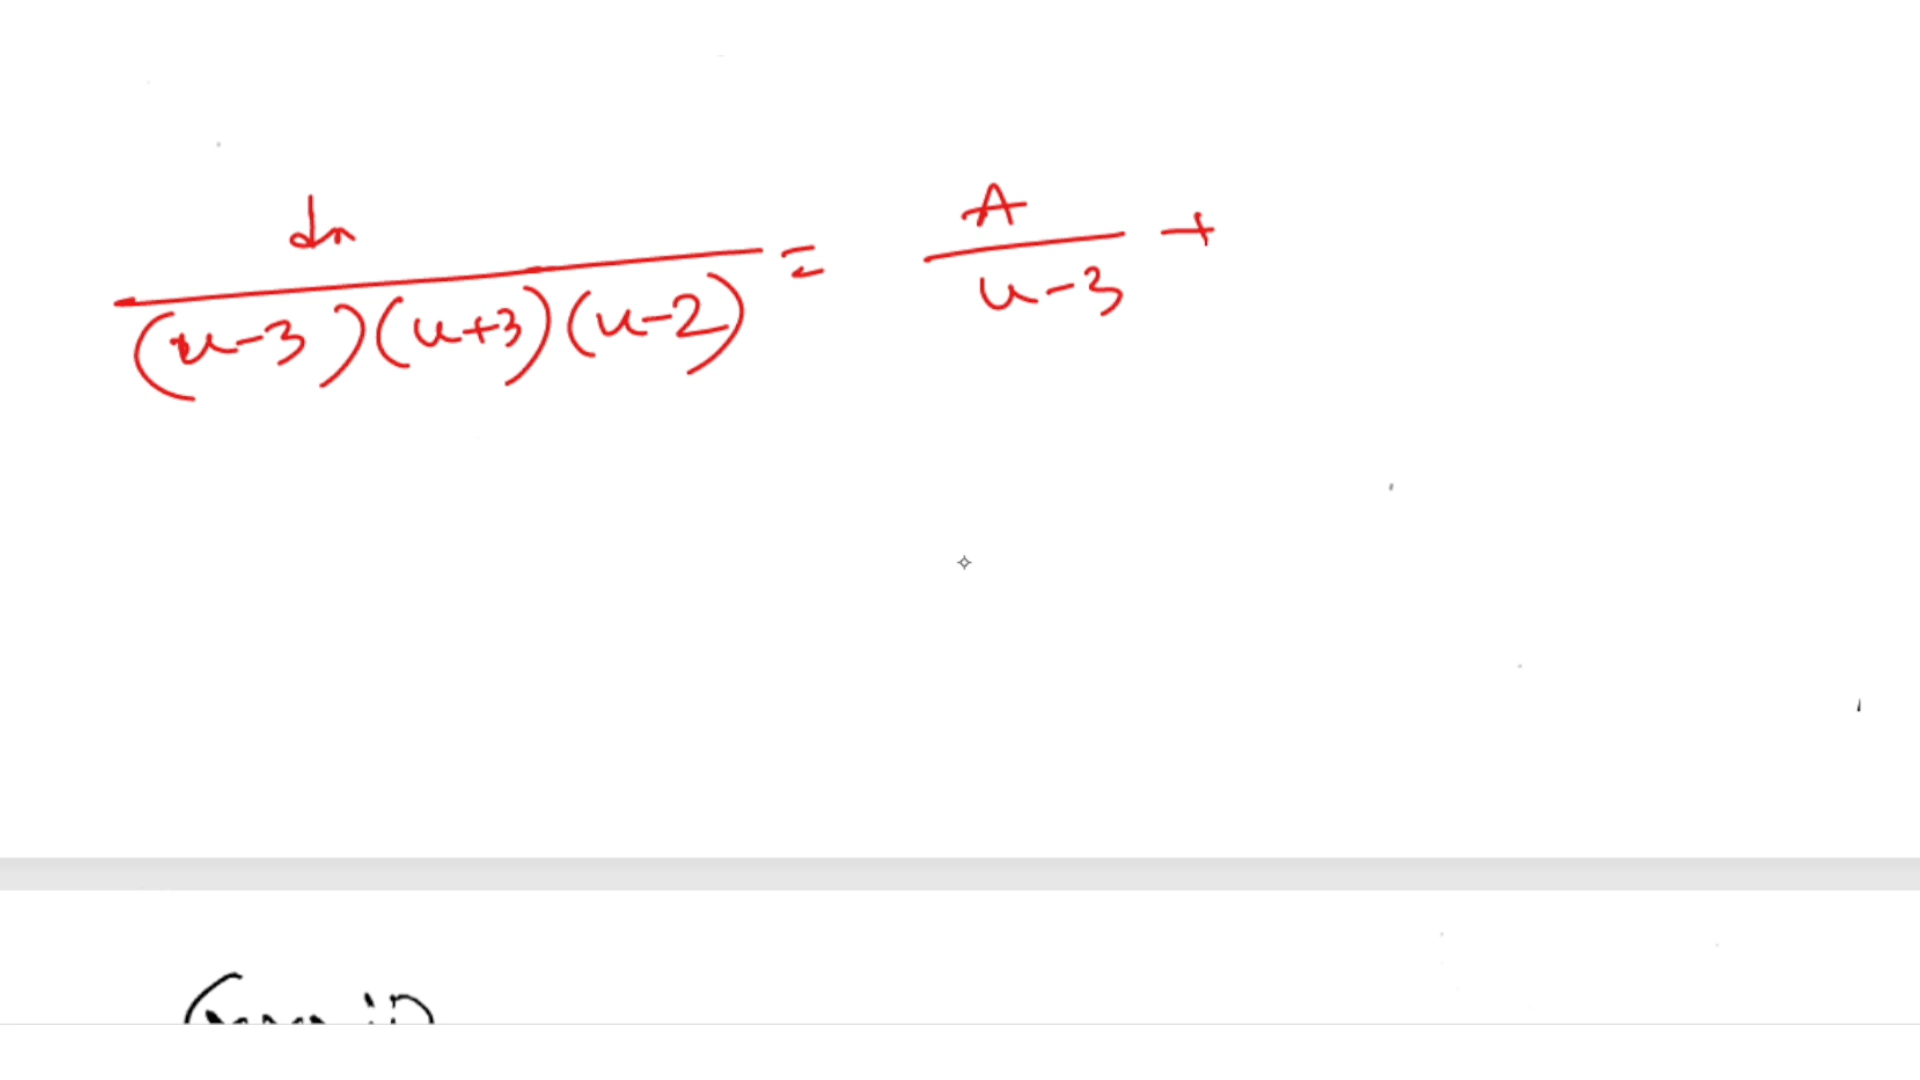 dn = A +
(u-3)(u+3)(u-2) u-3